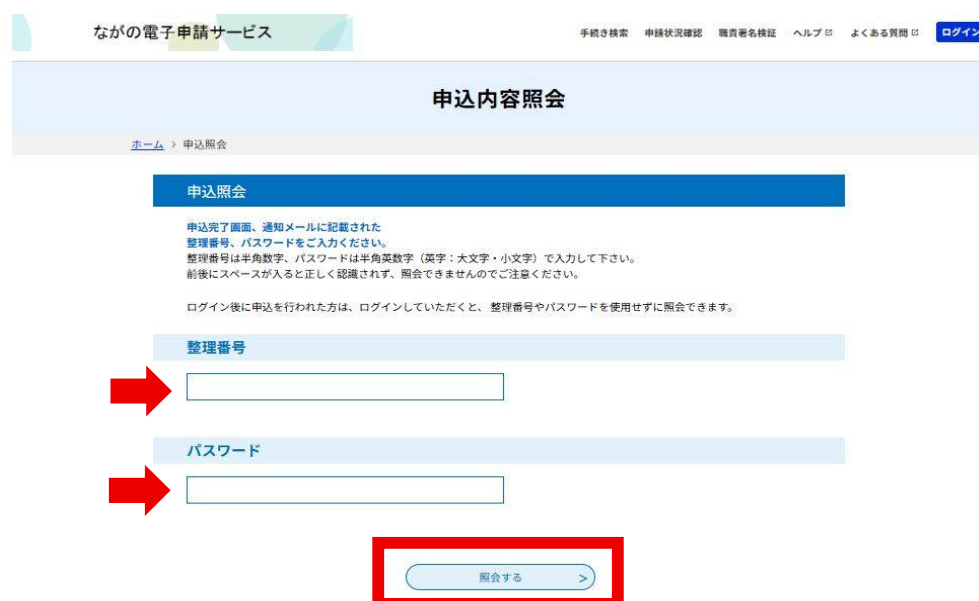 ながの電子申請サービス
手続き検索 申請状況確認 職責署名検証 ヘルプ よくある質問 ログイン
申込内容照会
ホーム > 申込照会
申込照会
申込完了画面、通知メールに記載された
整理番号、パスワードをご入力ください。
整理番号は半角数字、パスワードは半角英数字（英字：大文字・小文字）で入力して下さい。
前後にスペースが入ると正しく認識されず、照会できませんのでご注意ください。
ログイン後に申込を行われた方は、ログインしていただくと、 整理番号やパスワードを使用せずに照会できます。
整理番号
パスワード
照会する >